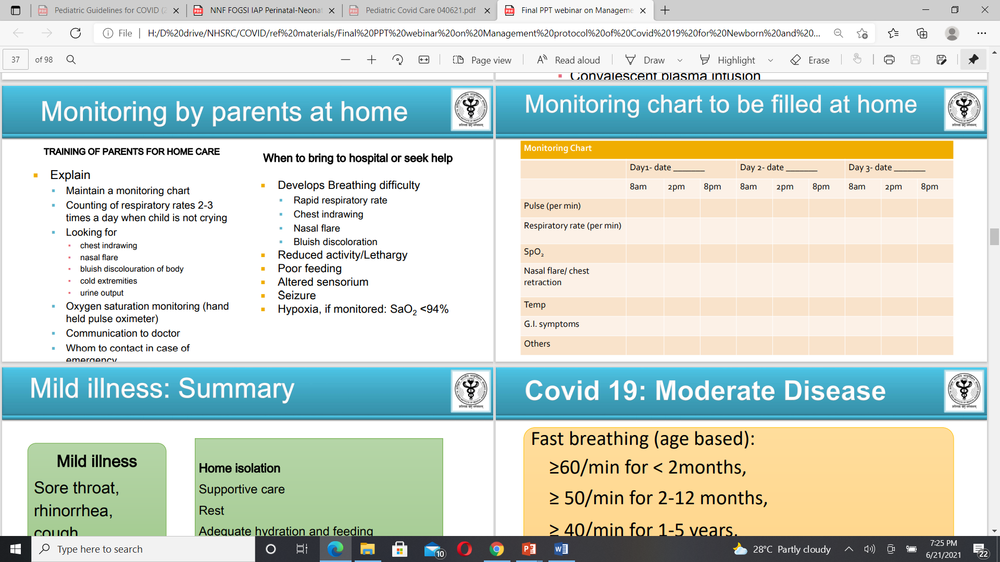 Pediatric Guidelines for COVID (2
NNF FOGSI IAP Perinatal-Neonat
Pediatric Covid Care 040621.pdf
Final PPT webinar on Manageme
File
H:/D%20drive/NHSRC/COVID/ref%20materials/Final%20PPT%20webinar%20on%20Management%20protocol%20of%20Covid%2019%20for%20Newborn%20and%20...
37 of 98
Page view
Read aloud
Draw
Highlight
Erase
Convalescent plasma infusion
Monitoring by parents at home
TRAINING OF PARENTS FOR HOME CARE
Explain
Maintain a monitoring chart
Counting of respiratory rates 2-3
times a day when child is not crying
Looking for
chest indrawing
nasal flare
bluish discolouration of body
cold extremities
urine output
Oxygen saturation monitoring (hand
held pulse oximeter)
Communication to doctor
Whom to contact in case of
emergency
When to bring to hospital or seek help
Develops Breathing difficulty
Rapid respiratory rate
Chest indrawing
Nasal flare
Bluish discoloration
Reduced activity/Lethargy
Poor feeding
Altered sensorium
Seizure
Hypoxia, if monitored: SaO₂ <94%
Monitoring chart to be filled at home
Monitoring Chart
Day1- date _______ Day 2- date _______ Day 3- date _______
8am 2pm 8pm 8am 2pm 8pm 8am 2pm 8pm
Pulse (per min)
Respiratory rate (per min)
SpO₂
Nasal flare/ chest
retraction
Temp
G.I. symptoms
Others
Mild illness: Summary
Mild illness
Sore throat,
rhinorrhea,
cough
Home isolation
Supportive care
Rest
Adequate hydration and feeding
Covid 19: Moderate Disease
Fast breathing (age based):
≥60/min for < 2months,
≥ 50/min for 2-12 months,
≥ 40/min for 1-5 years.
Type here to search
10
28°C Partly cloudy
7:25 PM
6/21/2021
22